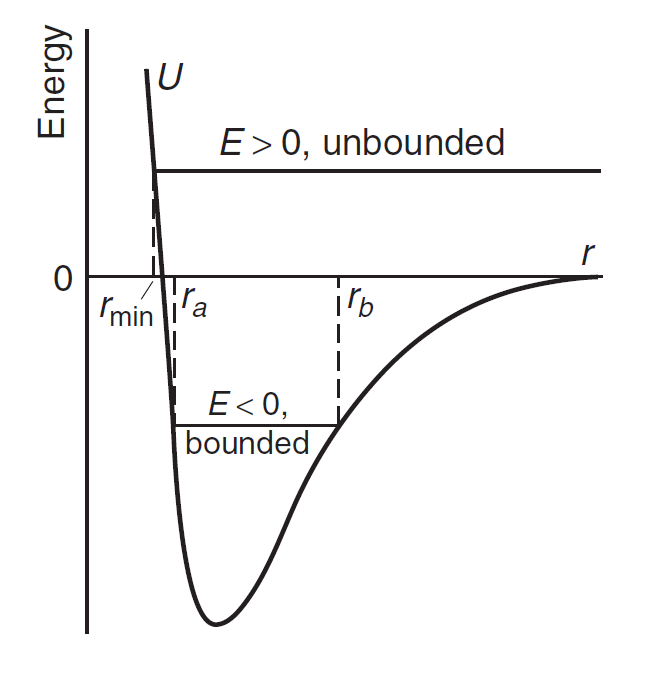 Energy
U
E > 0, unbounded
r
0
r_min
r_a
r_b
E < 0,
bounded